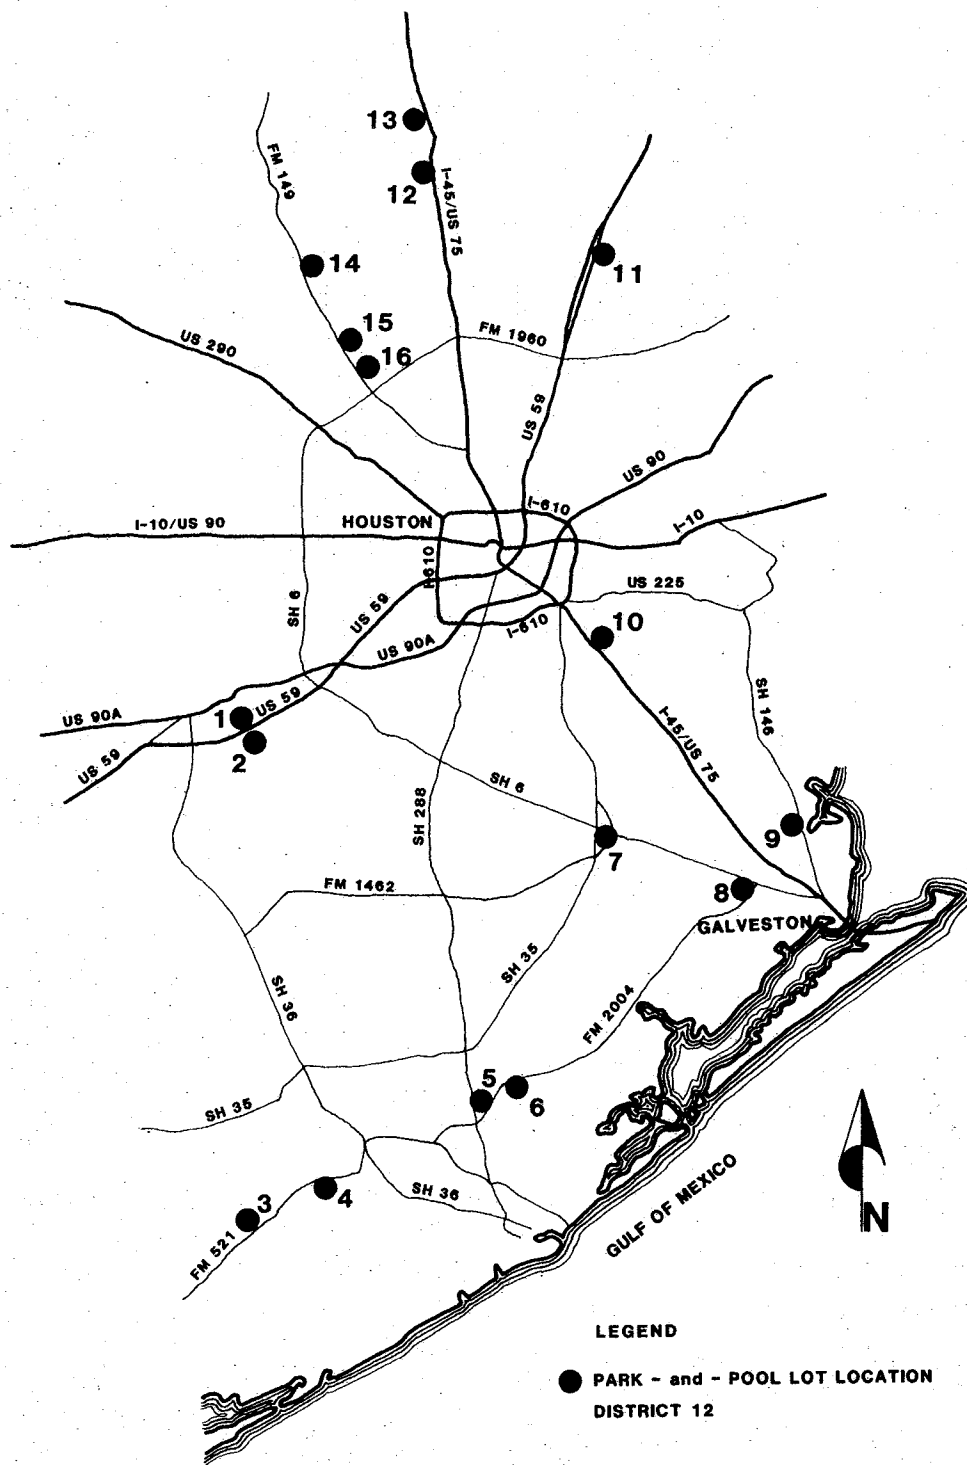 13
FM 149
12
I-45/US 75
14
11
15
US 290
FM 1960
16
US 59
US 90
I-610
I-10/US 90
HOUSTON
I-10
I-610
US 225
SH 6
US 59
I-610
10
US 90A
SH 146
1
US 59
US 90A
I-45/US 75
2
US 59
SH 6
SH 288
9
7
FM 1462
8
GALVESTON
SH 35
SH 36
FM 2004
5
6
SH 35
SH 36
3
4
GULF OF MEXICO
FM 521
N
LEGEND
PARK - and - POOL LOT LOCATION
DISTRICT 12